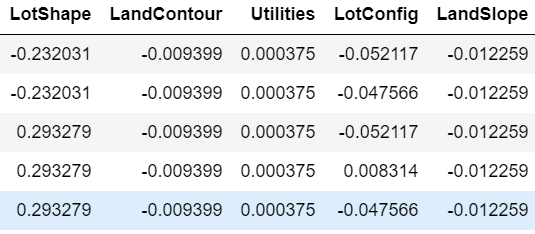 LotShape LandContour Utilities LotConfig LandSlope
-0.232031 -0.009399 0.000375 -0.052117 -0.012259
-0.232031 -0.009399 0.000375 -0.047566 -0.012259
0.293279 -0.009399 0.000375 -0.052117 -0.012259
0.293279 -0.009399 0.000375 0.008314 -0.012259
0.293279 -0.009399 0.000375 -0.047566 -0.012259